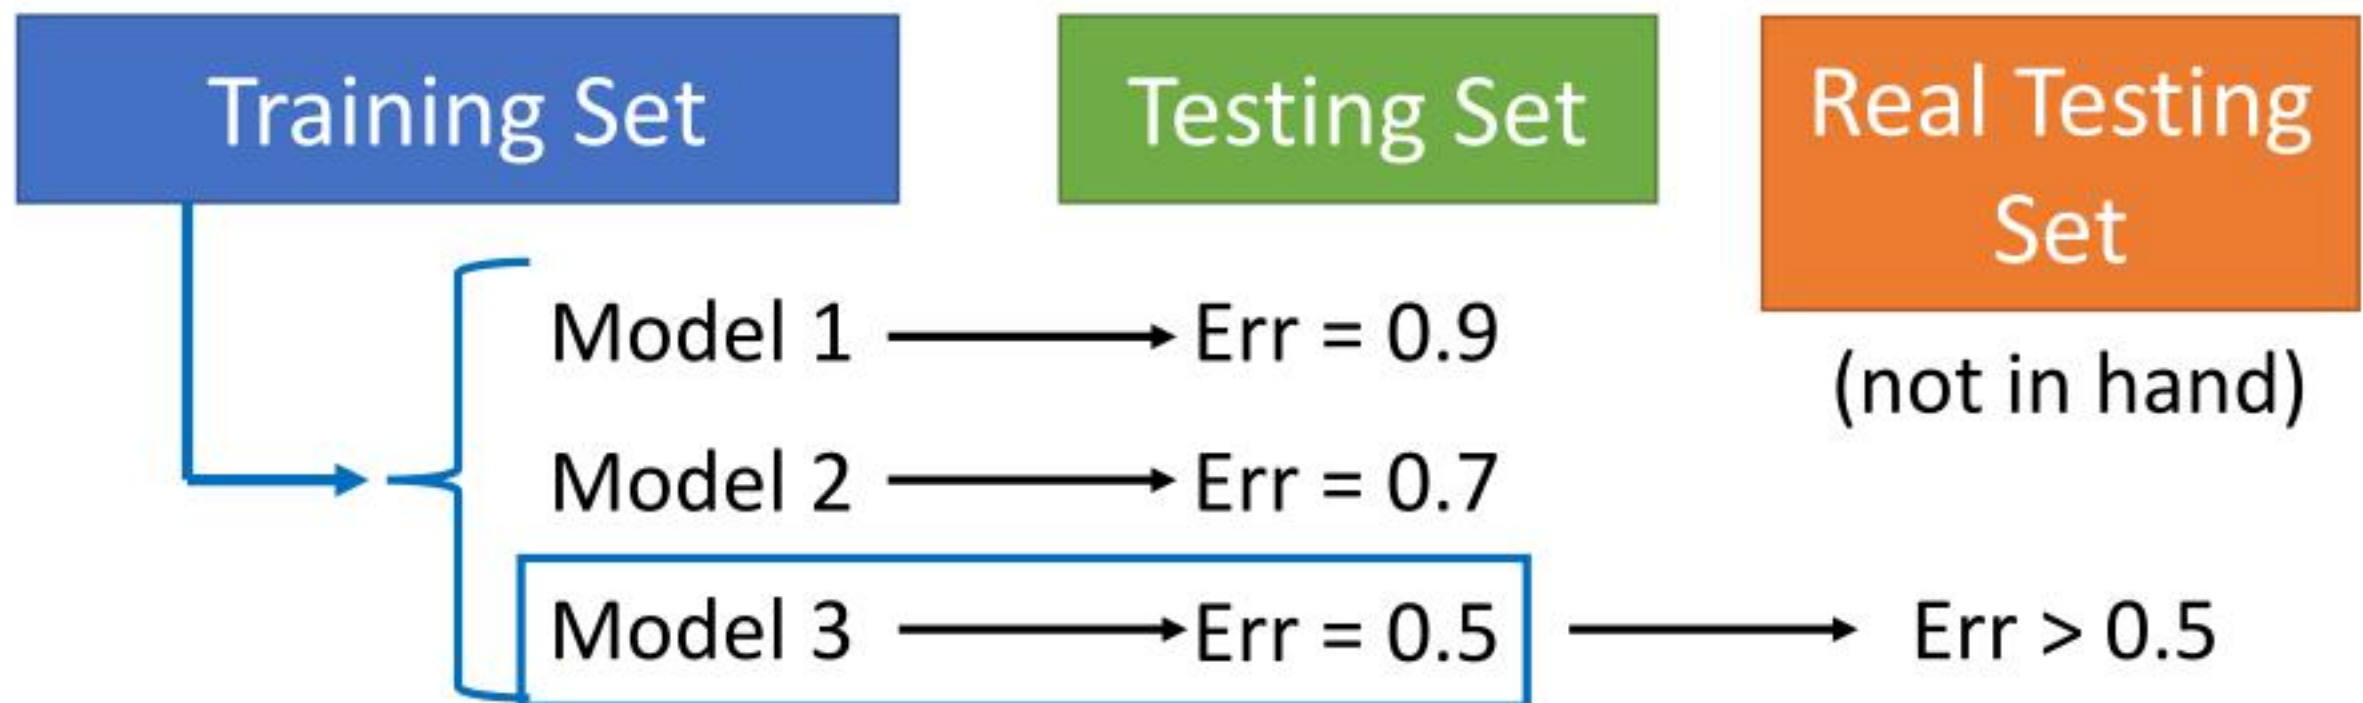 Training Set
Testing Set
Real Testing
Set
(not in hand)
Model 1
Err = 0.9
Model 2
Err = 0.7
Model 3
Err = 0.5
Err > 0.5